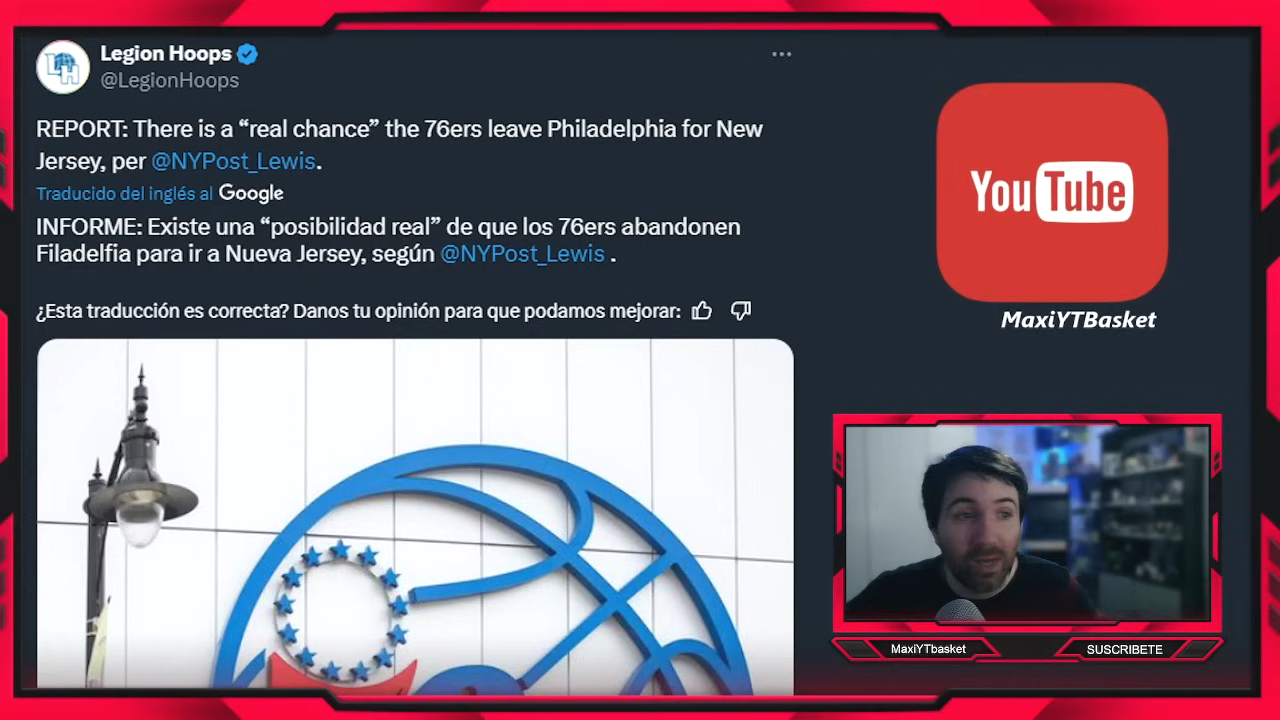 Legion Hoops
@LegionHoops
REPORT: There is a “real chance” the 76ers leave Philadelphia for New
Jersey, per @NYPost_Lewis.
Traducido del inglés al Google
INFORME: Existe una “posibilidad real” de que los 76ers abandonen
Filadelfia para ir a Nueva Jersey, según @NYPost_Lewis .
¿Esta traducción es correcta? Danos tu opinión para que podamos mejorar:
LH
YouTube
MaxiYTBasket
MaxiYTbasket
SUSCRIBETE